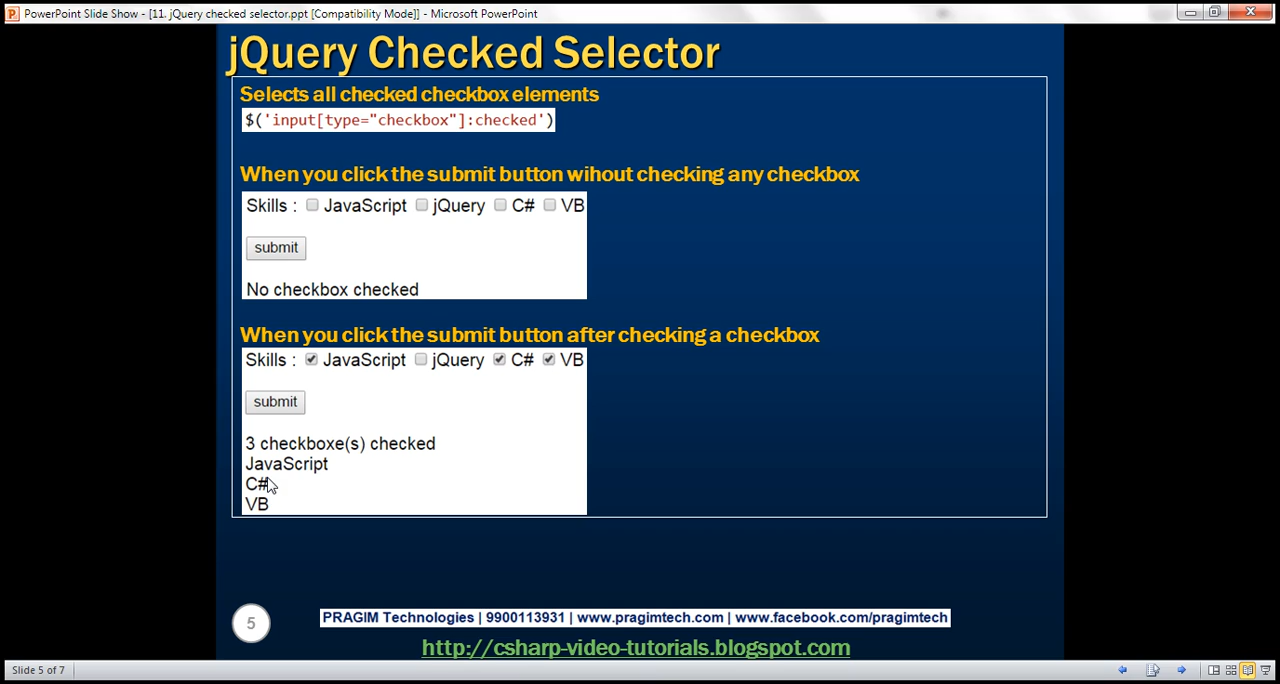 PowerPoint Slide Show - [11. jQuery checked selector.ppt [Compatibility Mode]] - Microsoft PowerPoint
jQuery Checked Selector
Selects all checked checkbox elements
$('input[type="checkbox"]:checked')
When you click the submit button wihout checking any checkbox
Skills : JavaScript jQuery C# VB
submit
No checkbox checked
When you click the submit button after checking a checkbox
Skills : JavaScript jQuery C# VB
submit
3 checkboxe(s) checked
JavaScript
C#
VB
5
PRAGIM Technologies | 9900113931 | www.pragimtech.com | www.facebook.com/pragimtech
http://csharp-video-tutorials.blogspot.com
Slide 5 of 7